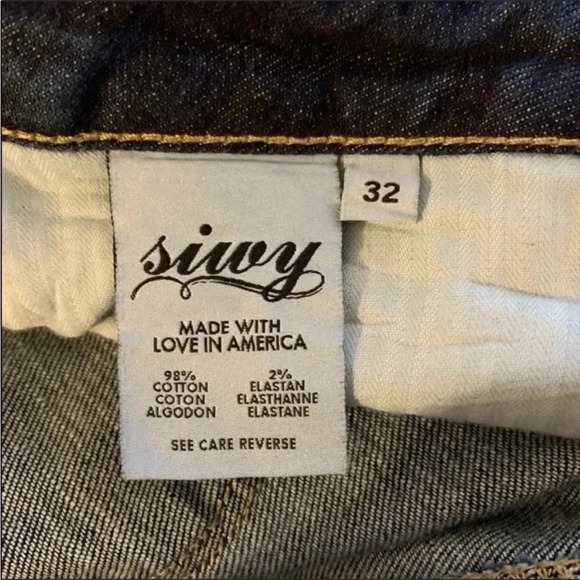 32
siwy
MADE WITH
LOVE IN AMERICA
98% 2%
COTTON ELASTAN
COTON ELASTHANNE
ALGODON ELASTANE
SEE CARE REVERSE